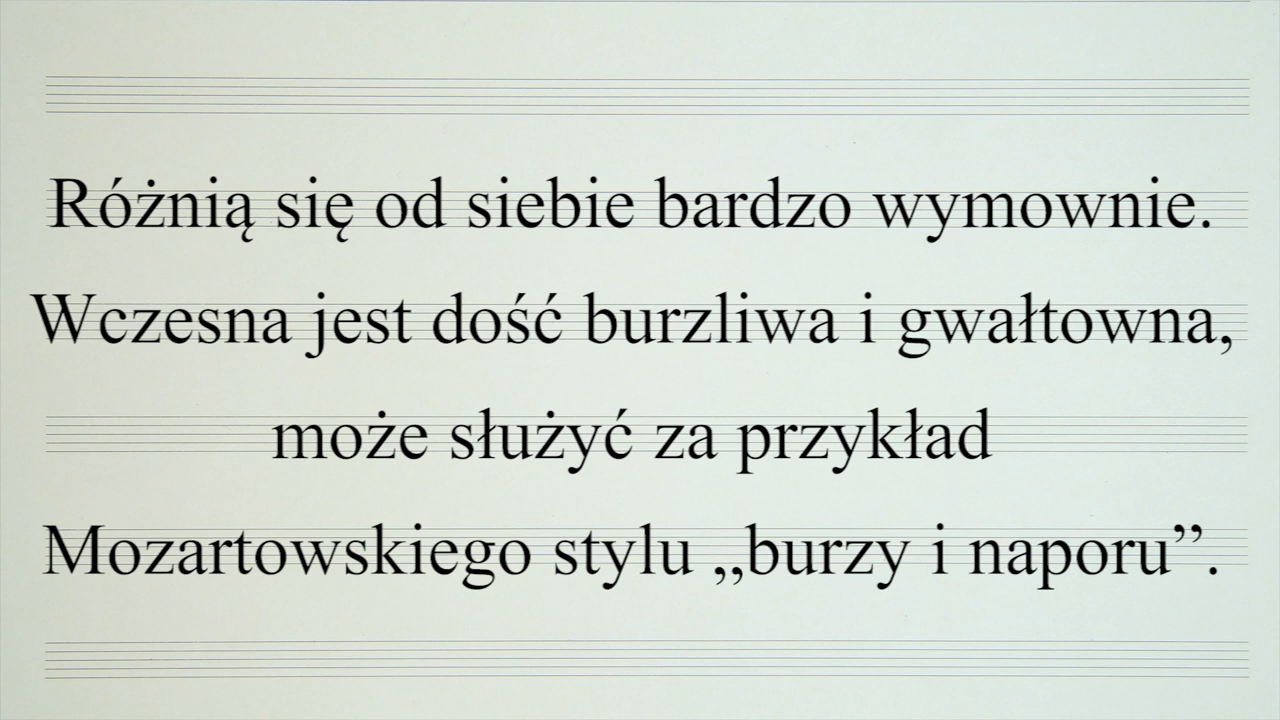 Różnią się od siebie bardzo wymownie.
Wczesna jest dość burzliwa i gwałtowna,
może służyć za przykład
Mozartowskiego stylu „burzy i naporu”.